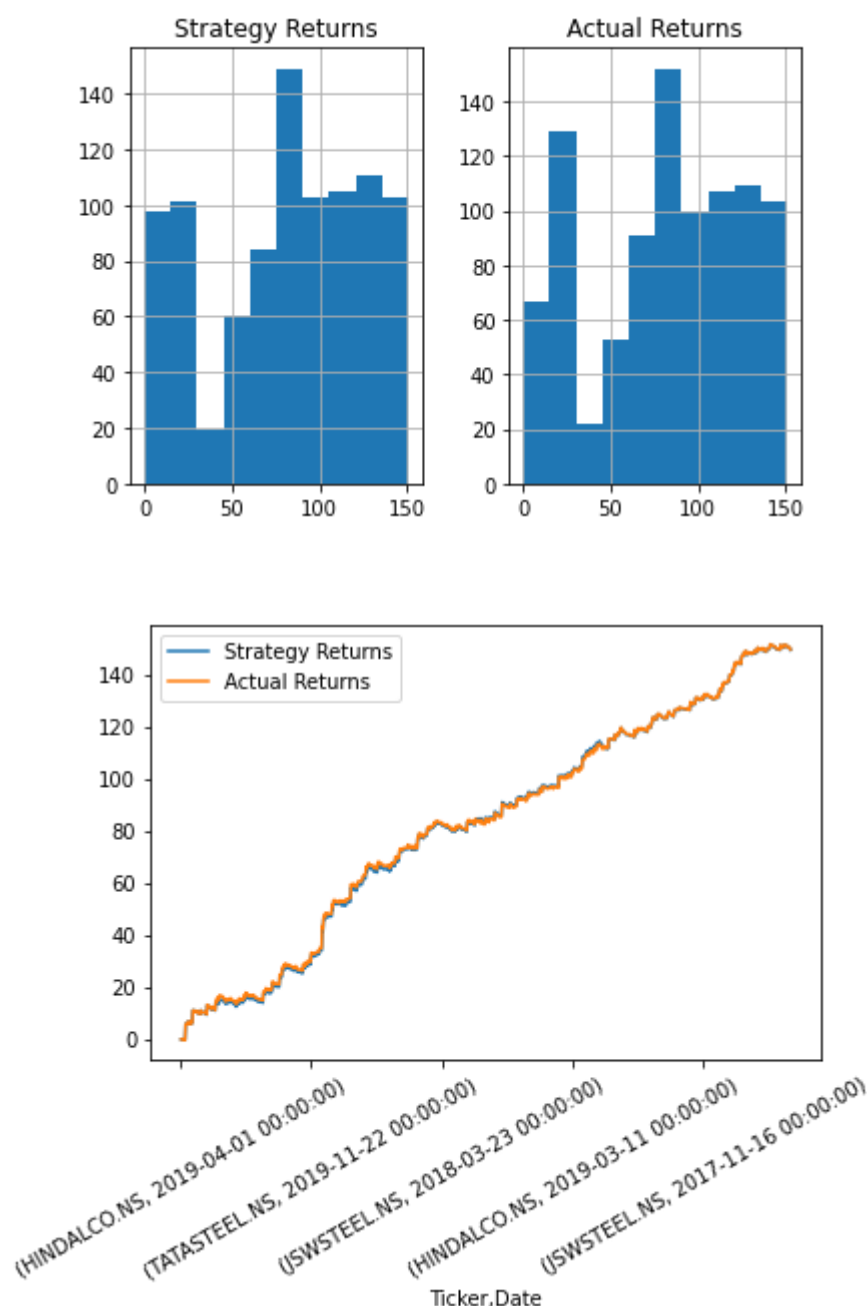 Strategy Returns
Actual Returns
140
120
100
80
60
40
20
0
0 50 100 150
140
120
100
80
60
40
20
0
0 50 100 150
Strategy Returns
Actual Returns
140
120
100
80
60
40
20
0
(HINDALCO.NS, 2019-04-01 00:00:00)
(TATASTEEL.NS, 2019-11-22 00:00:00)
(JSWSTEEL.NS, 2018-03-23 00:00:00)
(HINDALCO.NS, 2019-03-11 00:00:00)
(JSWSTEEL.NS, 2017-11-16 00:00:00)
Ticker,Date